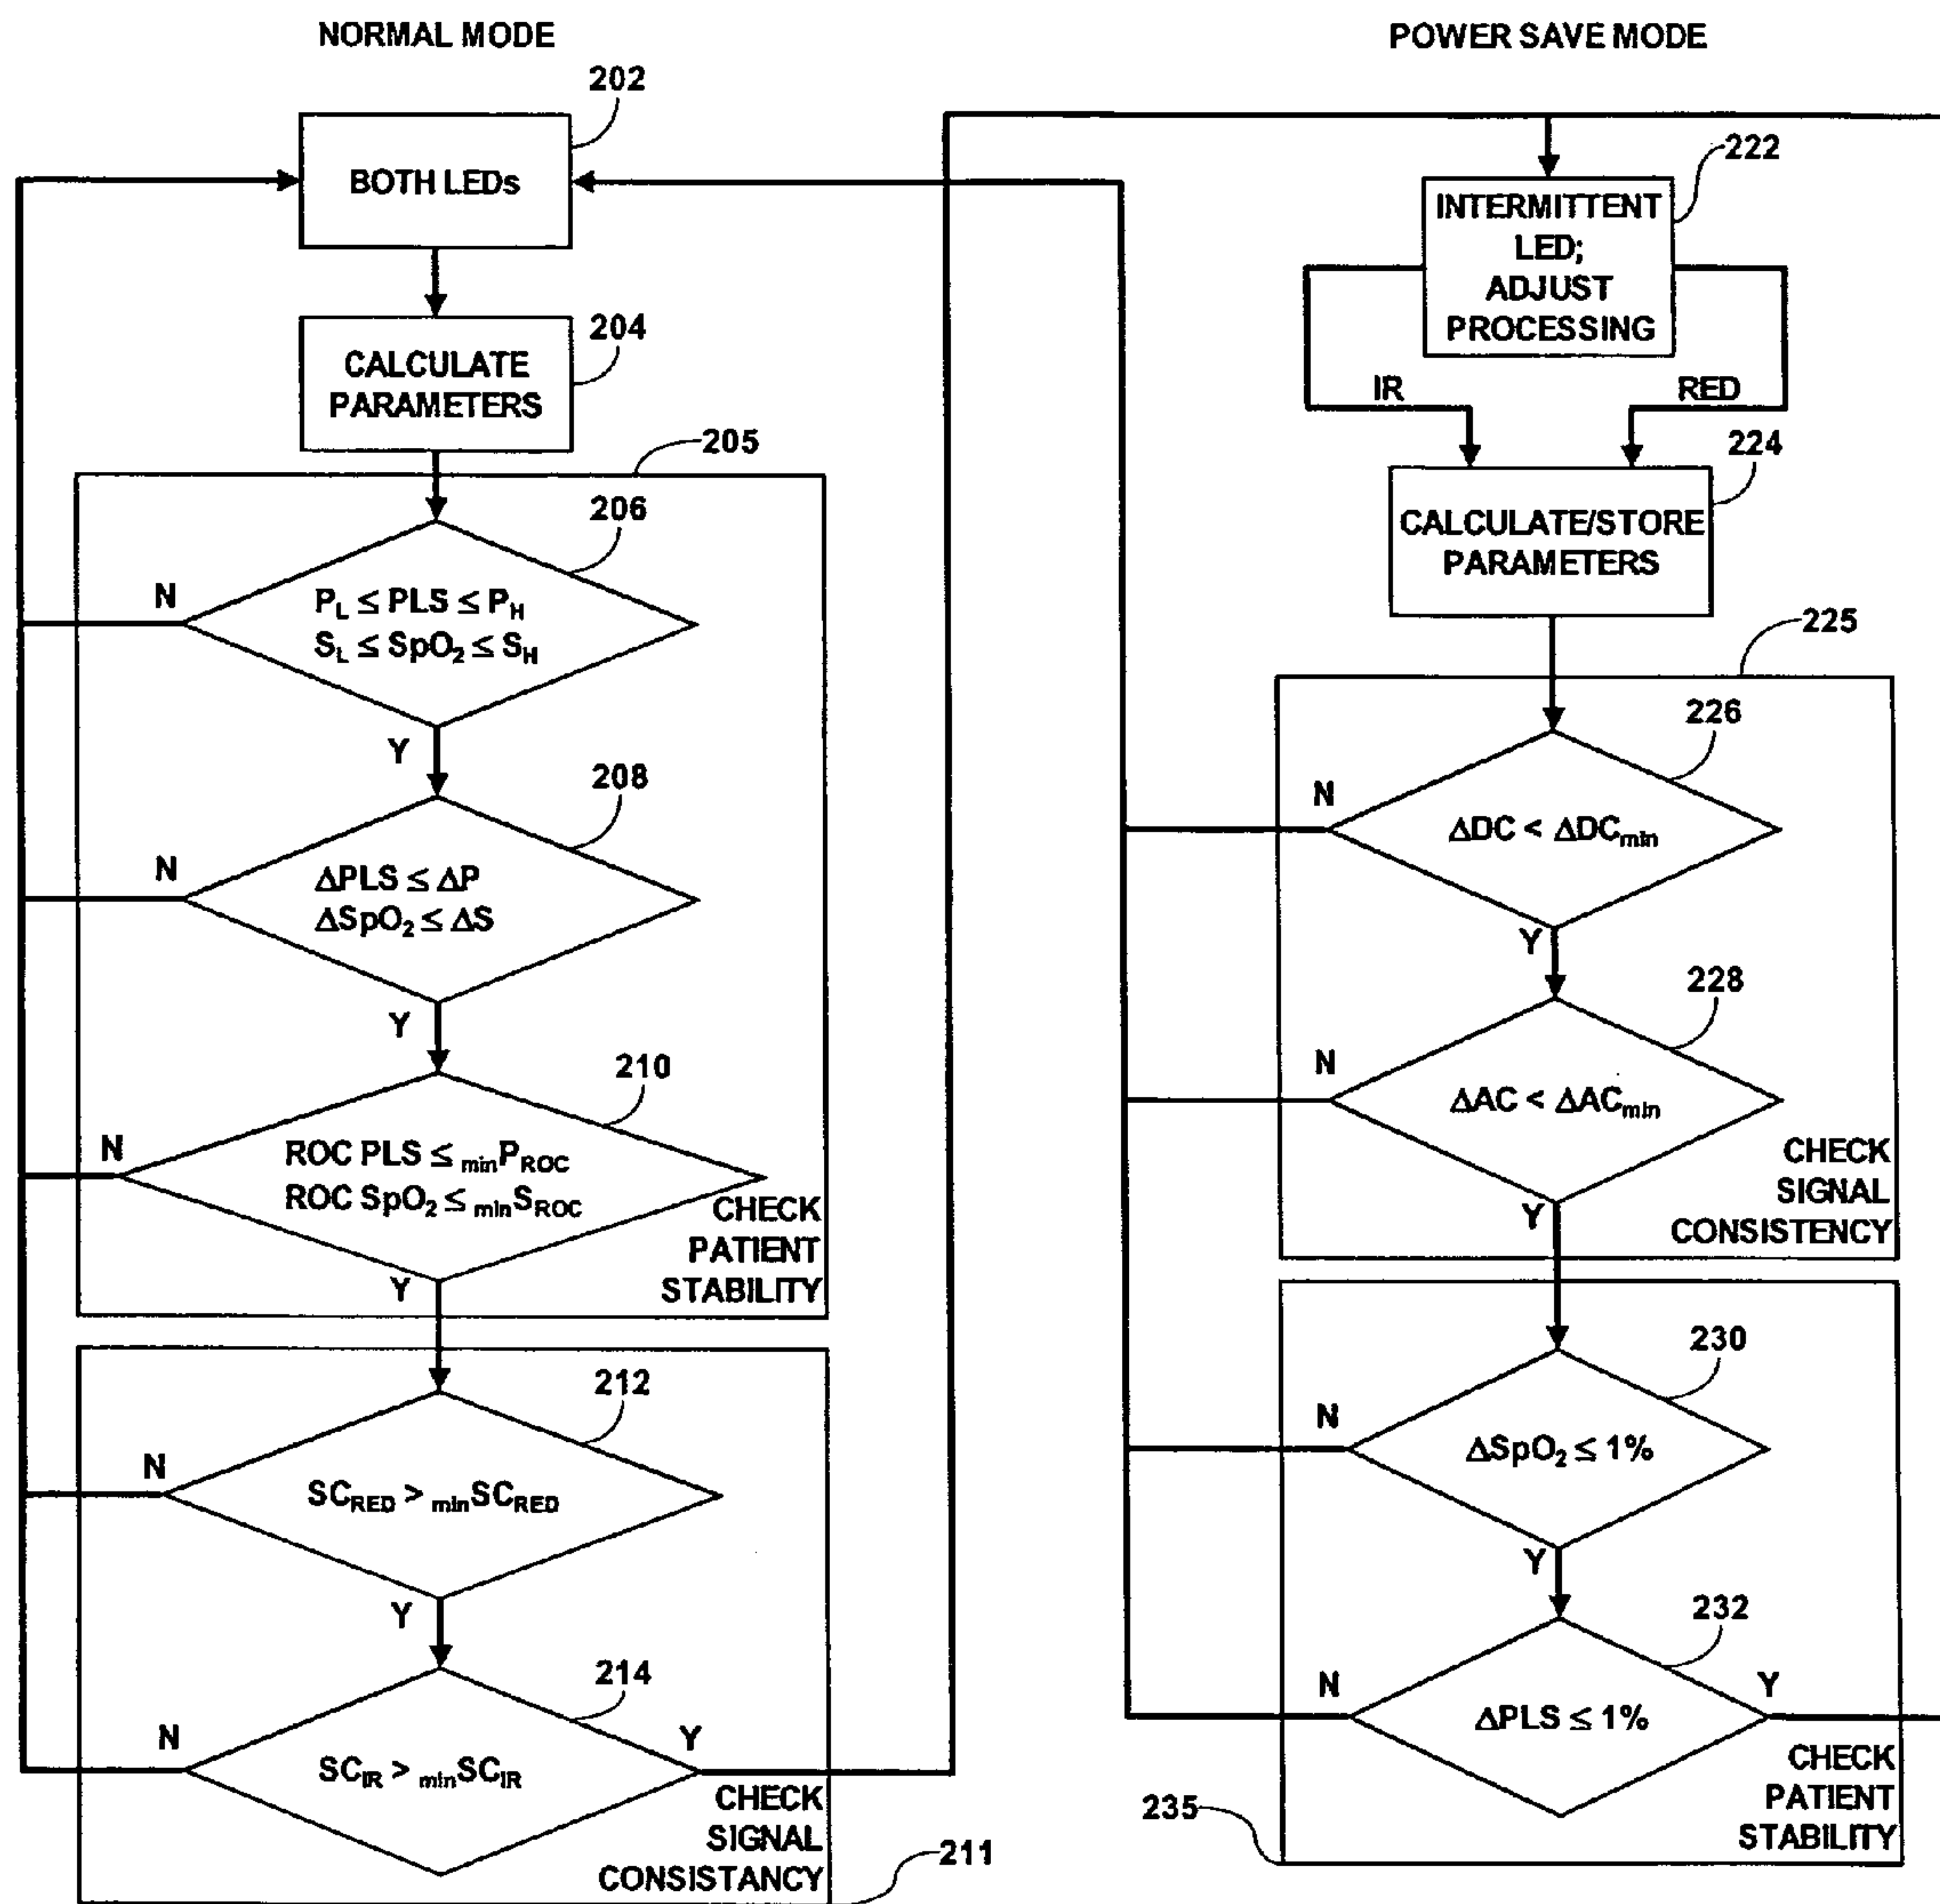 NORMAL MODE
202
BOTH LEDs
204
CALCULATE
PARAMETERS
205
206
P_L ≤ PLS ≤ P_H
S_L ≤ SpO₂ ≤ S_H
N
Y
208
ΔPLS ≤ ΔP
ΔSpO₂ ≤ ΔS
N
Y
210
ROC PLS ≤ minP_ROC
ROC SpO₂ ≤ minS_ROC
N
Y
CHECK
PATIENT
STABILITY
212
SC_RED > minSC_RED
N
Y
214
SC_IR > minSC_IR
N
Y
CHECK
SIGNAL
CONSISTANCY
211
POWER SAVE MODE
222
INTERMITTENT
LED;
ADJUST
PROCESSING
IR
RED
224
CALCULATE/STORE
PARAMETERS
225
226
ΔDC < ΔDC_min
N
Y
228
ΔAC < ΔAC_min
N
Y
CHECK
SIGNAL
CONSISTENCY
230
ΔSpO₂ ≤ 1%
N
Y
232
ΔPLS ≤ 1%
N
Y
CHECK
PATIENT
STABILITY
235